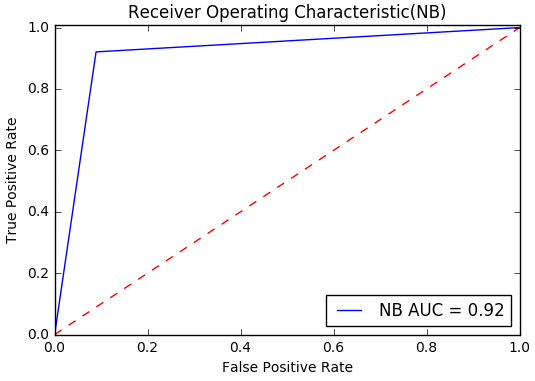 Receiver Operating Characteristic(NB)
1.0
0.8
0.6
0.4
0.2
0.0
True Positive Rate
NB AUC = 0.92
0.0 0.2 0.4 0.6 0.8 1.0
False Positive Rate